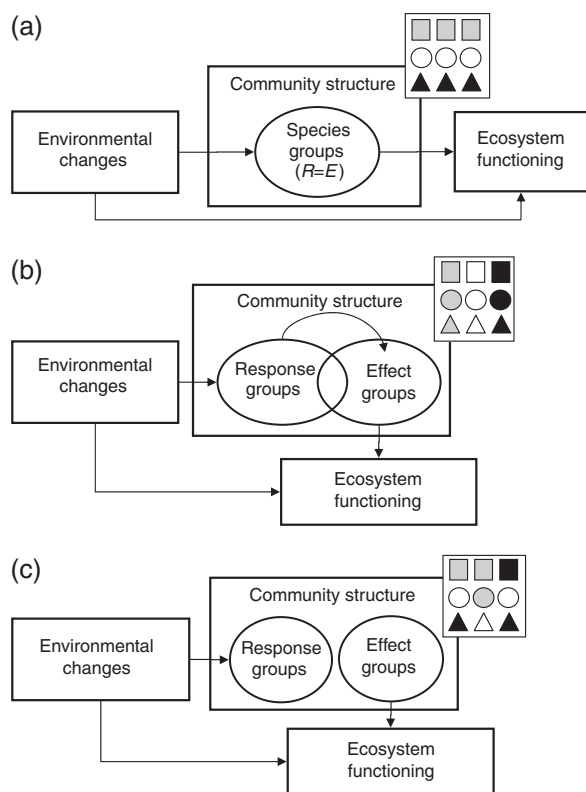 (a)
Community structure
Environmental
changes
Species
groups
(R=E)
Ecosystem
functioning
(b)
Community structure
Environmental
changes
Response
groups
Effect
groups
Ecosystem
functioning
(c)
Community structure
Environmental
changes
Response
groups
Effect
groups
Ecosystem
functioning